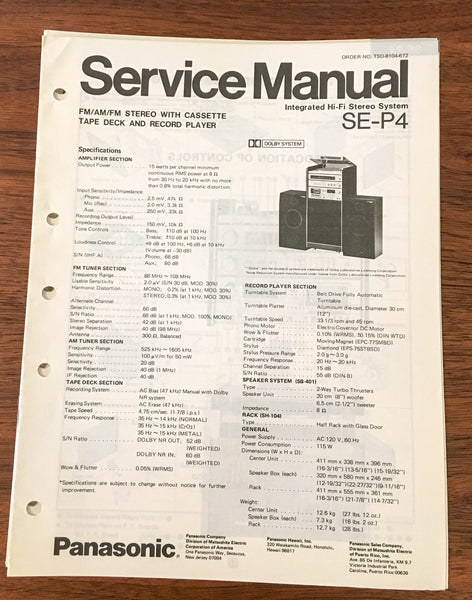 ORDER NO. TSD-8104-672
Service Manual
FM/AM/FM STEREO WITH CASSETTE
TAPE DECK AND RECORD PLAYER
Integrated Hi-Fi Stereo System
SE-P4
DOLBY SYSTEM
Specifications
AMPLIFIER SECTION
Output Power 15 watts per channel minimum
continuous RMS power at 8 Ω
from 30 Hz to 20 kHz with no more
than 0.8% total harmonic distortion.
Input Sensitivity/Impedance,
Phono 2.5 mV, 47k Ω
Mic (Rec) 2.0 mV, 3.3k Ω
Aux 250 mV, 33k Ω
Recording Output Level/
Impedance 150 mV, 10k Ω
Tone Controls Bass, ±10 dB at 100 Hz
Treble: ±10 dB at 10 kHz
Loudness Control +9 dB at 100 Hz, +6 dB at 10 kHz
(Volume at -30 dB)
S/N (IHF-A) Phono; 66 dB
Aux; 80 dB
FM TUNER SECTION
Frequency Range 88 MHz ~ 108 MHz
Usable Sensitivity 2.0 μV (S/N 30 dB, MOD. 30%)
Harmonic Distortion MONO, 0.2% (at 1 kHz, MOD. 30%)
STEREO, 0.3% (at 1 kHz, MOD. 30%)
Alternate Channel
Selectivity 60 dB
S/N Ratio 68 dB (at 1 kHz, MOD. 100%, MONO)
Stereo Separation 42 dB (at 1 kHz)
Image Rejection 40 dB (98 MHz)
Antenna 300 Ω, Balanced
AM TUNER SECTION
Frequency Range 525 kHz ~ 1605 kHz
Sensitivity 100 μV/m for 50 mW
Selectivity 20 dB
Image Rejection 40 dB (1 MHz)
IF Rejection 40 dB
TAPE DECK SECTION
Recording System AC Bias (47 kHz) Manual with Dolby
NR system
Erasing System AC Erase (47 kHz)
Tape Speed 4.75 cm/sec. (1-7/8 i.p.s)
Frequency Response 35 Hz ~ 14 kHz (NORMAL)
35 Hz ~ 15 kHz (CrO2)
35 Hz ~ 15 kHz (METAL)
S/N Ratio DOLBY NR OUT: 52 dB
(WEIGHTED)
DOLBY NR IN: 60 dB
(WEIGHTED)
Wow & Flutter 0.05% (WRMS)
*Specifications are subject to change without notice for further
improvement.
RECORD PLAYER SECTION
Turntable System Belt Drive Fully Automatic
Turntable
Turntable Platter Aluminum die-cast, Diameter 30 cm
(12")
Speed 33-1/3 rpm and 45 rpm
Phono Motor Electro-Governor DC Motor
Wow & Flutter 0.10% (WRMS),
Cartridge Moving-Magnet (EPC-77SMBD)
Stylus Diamond (EPS-75STBSD)
Stylus Pressure Range 2.0 g ~ 3.0 g
Frequency Range 20 Hz ~ 20 kHz
Channel Separation 15 dB
S/N Ratio 55 dB (DIN-B)
SPEAKER SYSTEM (SB-401)
Type 2-Way Turbo Thrusters
Speaker Unit 20 cm (8") woofer
6.5 cm (2-1/2") tweeter
Impedance 8 Ω
RACK (SH-104)
Type Half Rack with Glass Door
GENERAL
Power Supply AC 120 V, 60 Hz
Power Consumption 115 W
Dimensions (W x H x D)
Center Unit 411 mm x 338 mm x 396 mm
(16-3/16")(13-5/16")(15-19/32")
Speaker Box (each) 320 mm x 580 mm x 246 mm
(12-19/32")(22-27/32")(9-11/16")
Rack 411 mm x 555 mm x 361 mm
(16-3/16")(21-7/8") (14-7/32")
Weight:
Center Unit 12.6 kg (27 lbs. 12 oz.)
Speaker Box (each) 7.3 kg (16 lbs. 2 oz.)
Rack 12.7 kg (28 lbs.)
Panasonic
Panasonic Company
Division of Matsushita Electric
Corporation of America
One Panasonic Way, Secaucus,
New Jersey 07094
Panasonic Hawaii, Inc.
320 Waiakamilo Road, Honolulu,
Hawaii 96817
Panasonic Sales Company,
Division of Matsushita Electric
of Puerto Rico, Inc.
Ave. 65 De Infanteria, KM 9.7
Victoria Industrial Park
Carolina, Puerto Rico 00630